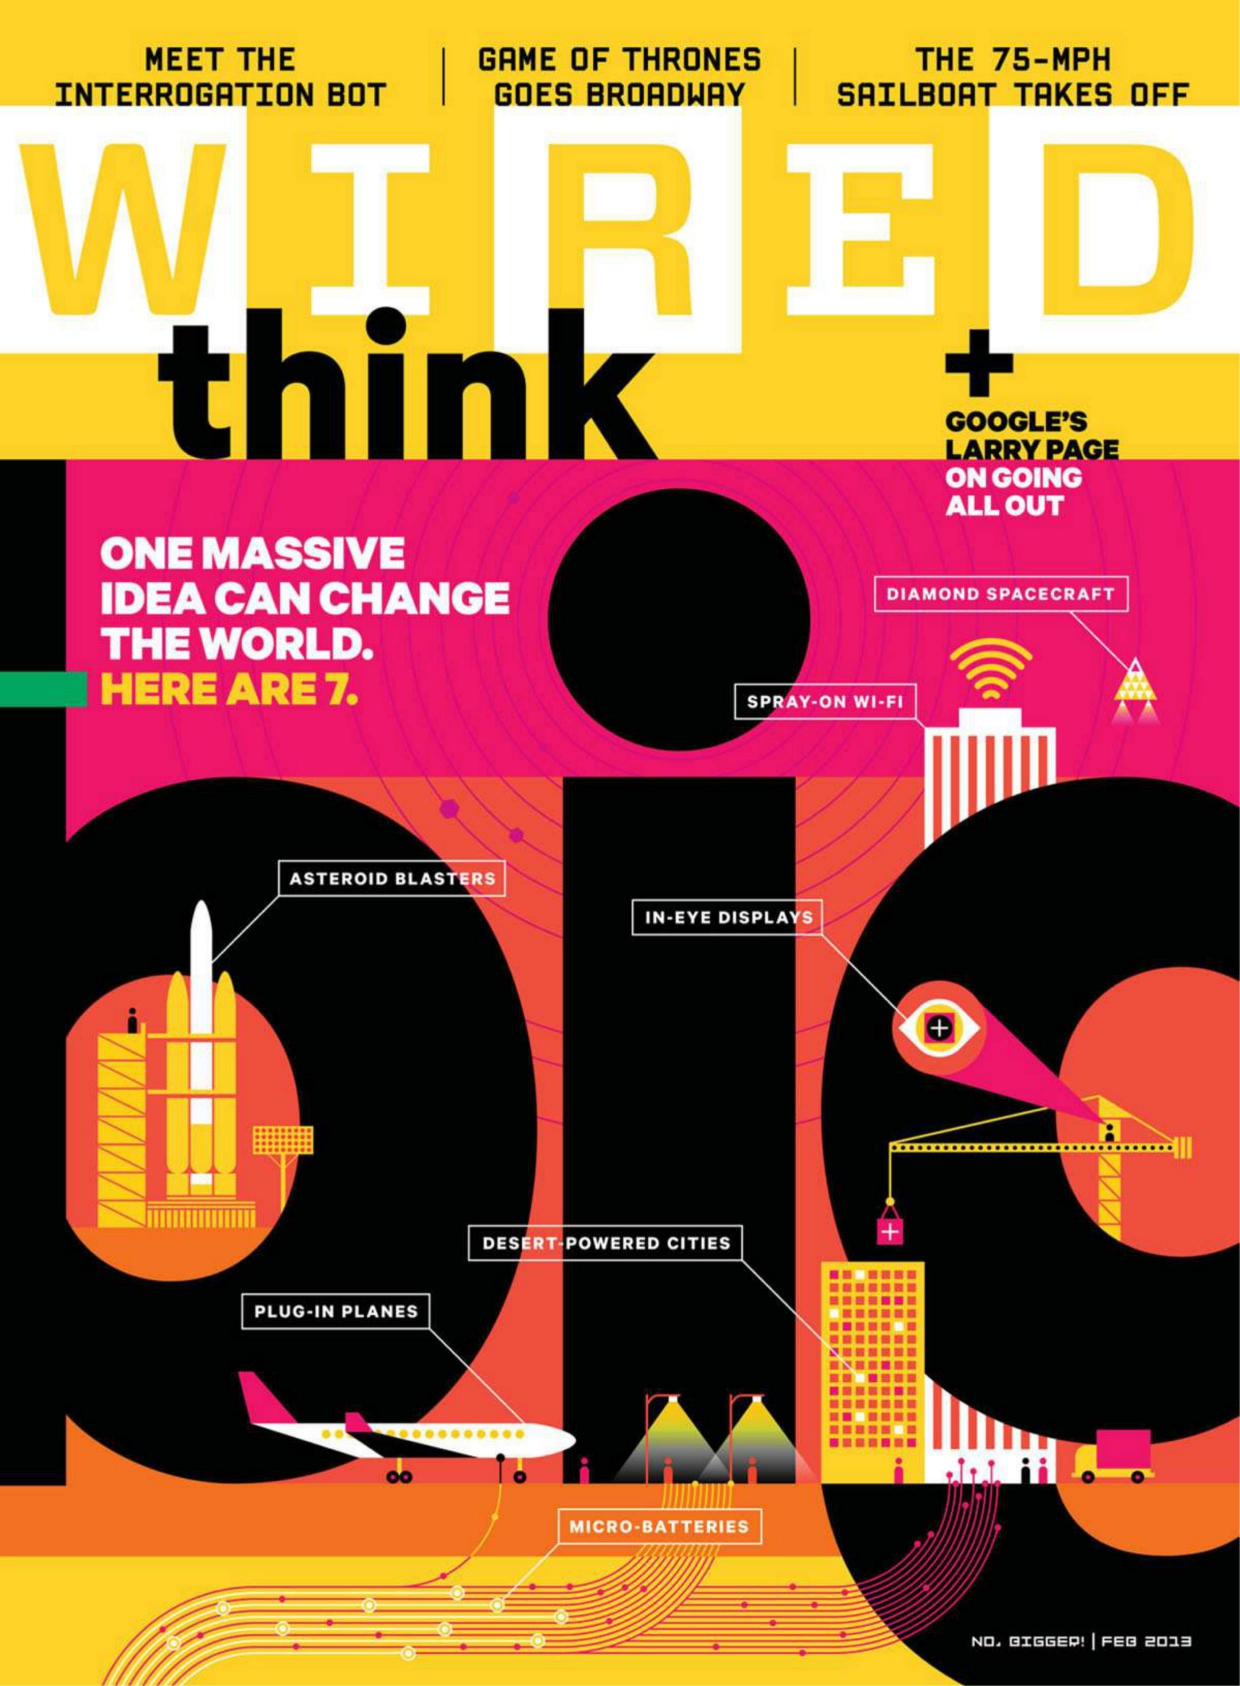 MEET THE
INTERROGATION BOT
GAME OF THRONES
GOES BROADWAY
THE 75-MPH
SAILBOAT TAKES OFF
WIRED
think
+
GOOGLE'S
LARRY PAGE
ON GOING
ALL OUT
ONE MASSIVE
IDEA CAN CHANGE
THE WORLD.
HERE ARE 7.
big
DIAMOND SPACECRAFT
SPRAY-ON WI-FI
ASTEROID BLASTERS
IN-EYE DISPLAYS
DESERT-POWERED CITIES
PLUG-IN PLANES
MICRO-BATTERIES
NO, BIGGER! | FEB 2013